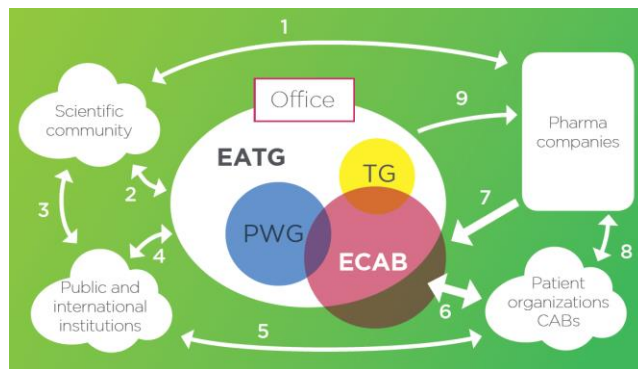 1
Office
9
Scientific
community
EATG
TG
Pharma
companies
2
3
7
PWG
ECAB
4
8
Public and
international
institutions
6
Patient
organizations
CABs
5